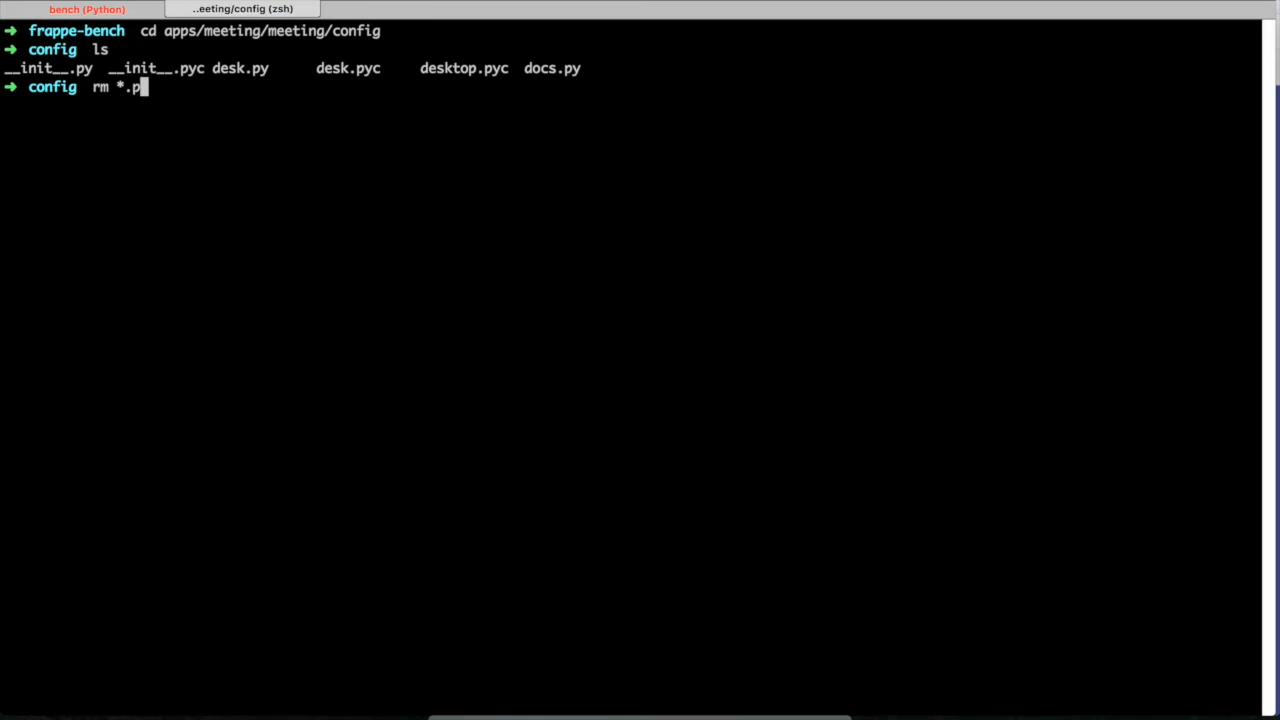 bench (Python)
..eeting/config (zsh)
➜ frappe-bench cd apps/meeting/meeting/config
➜ config ls
__init__.py __init__.pyc desk.py desk.pyc desktop.pyc docs.py
➜ config rm *.p